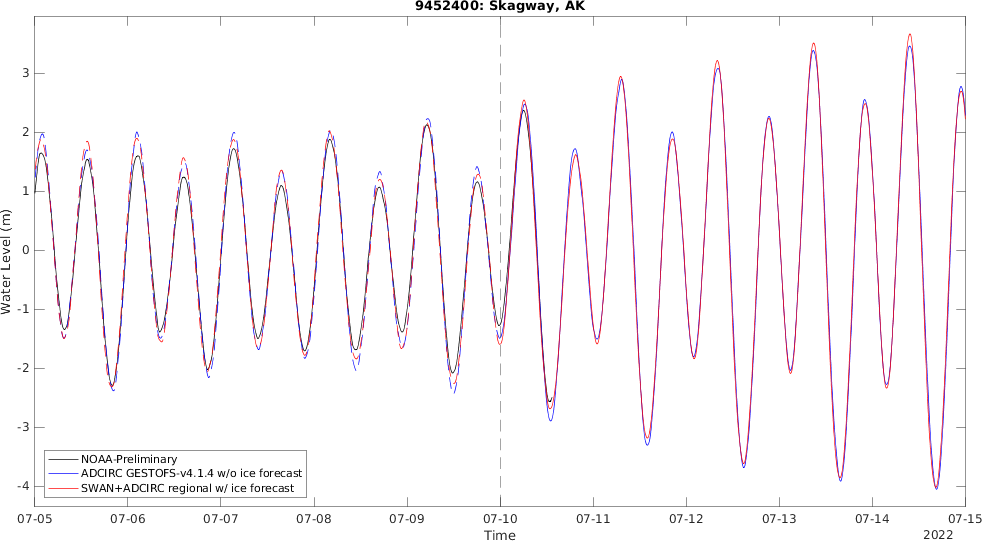 9452400: Skagway, AK
3
2
1
0
-1
-2
-3
-4
Water Level (m)
NOAA-Preliminary
ADCIRC GESTOFS-v4.1.4 w/o ice forecast
SWAN+ADCIRC regional w/ ice forecast
07-05 07-06 07-07 07-08 07-09 07-10 07-11 07-12 07-13 07-14 07-15
Time
2022